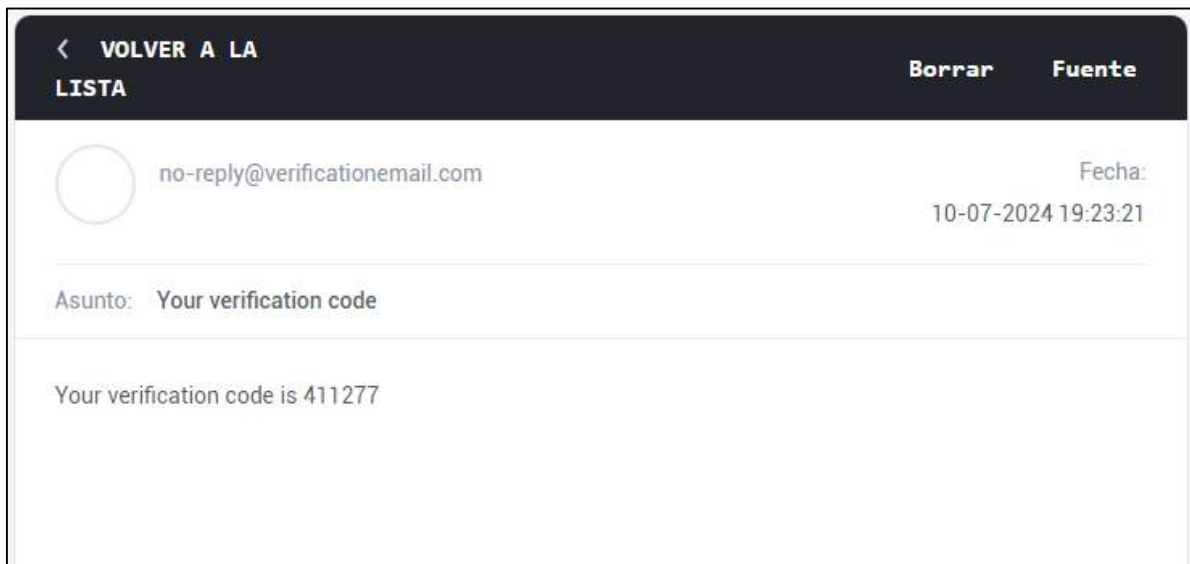 < VOLVER A LA
LISTA
Borrar Fuente
no-reply@verificationemail.com
Fecha:
10-07-2024 19:23:21
Asunto: Your verification code
Your verification code is 411277